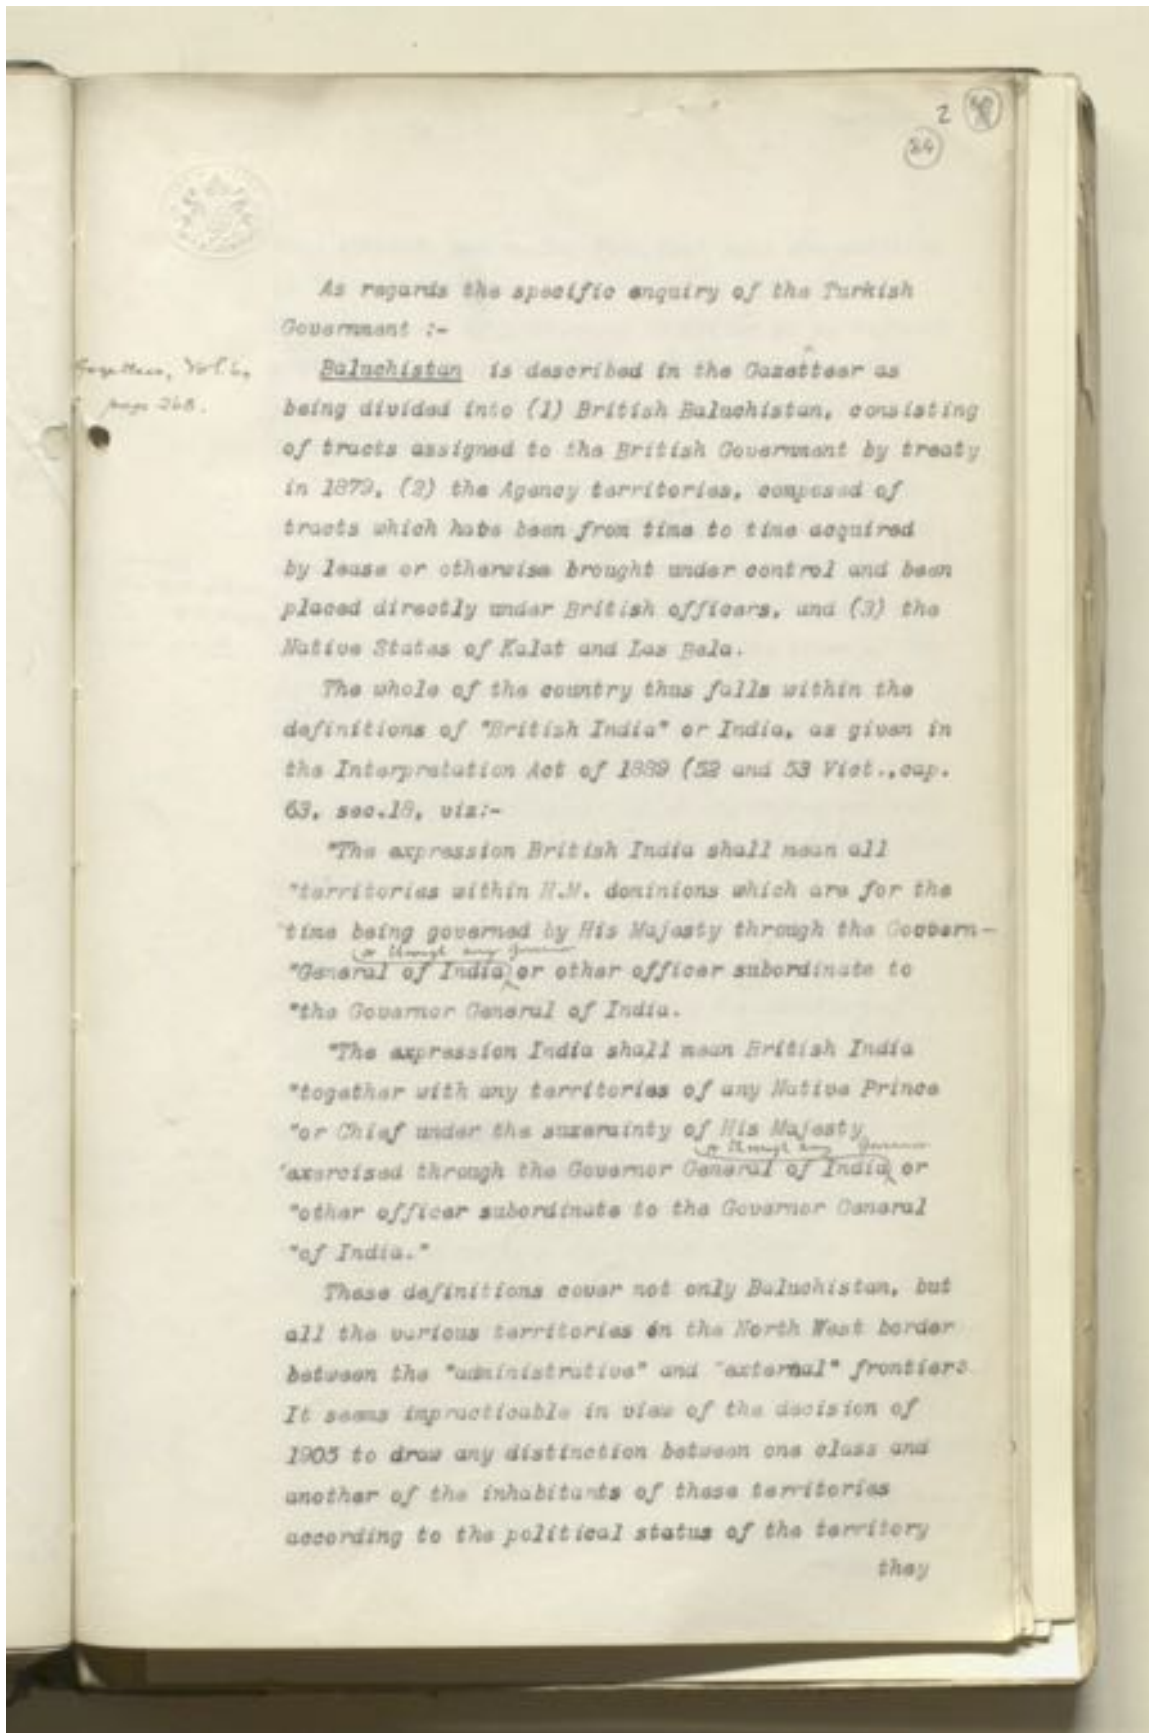 2
84
As regards the specific enquiry of the Turkish
Government :-
Gazetteer, Vol. 6,
page 268.
Baluchistan is described in the Gazetteer as
being divided into (1) British Baluchistan, consisting
of tracts assigned to the British Government by treaty
in 1879, (2) the Agency territories, composed of
tracts which have been from time to time acquired
by lease or otherwise brought under control and been
placed directly under British officers, and (3) the
Native States of Kalat and Las Bela.
The whole of the country thus falls within the
definitions of "British India" or India, as given in
the Interpretation Act of 1889 (52 and 53 Vict.,cap.
63, sec.18, viz:-
"The expression British India shall mean all
"territories within H.M. dominions which are for the
"time being governed by His Majesty through the Goovern-
or through any Governor
"General of India or other officer subordinate to
"the Governor General of India.
"The expression India shall mean British India
"together with any territories of any Native Prince
"or Chief under the suzerainty of His Majesty
or through any Governor
"exercised through the Governor General of India or
"other officer subordinate to the Governor General
"of India."
These definitions cover not only Baluchistan, but
all the various territories on the North West border
between the "administrative" and "external" frontiers
It seems impracticable in view of the decision of
1905 to draw any distinction between one class and
another of the inhabitants of these territories
according to the political status of the territory
they